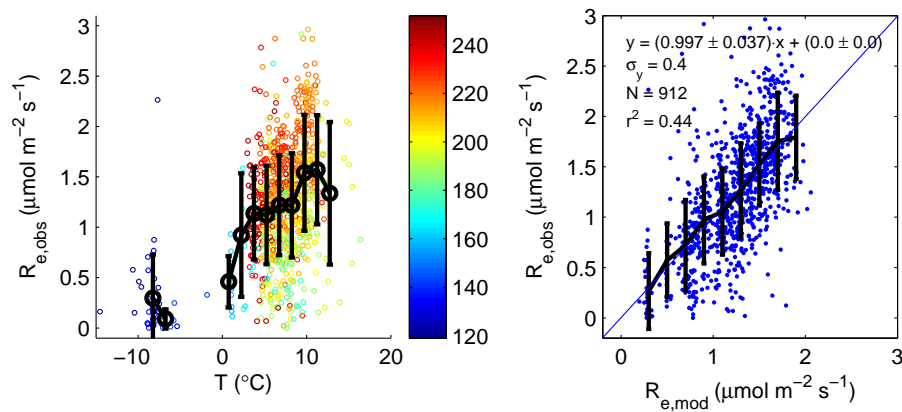 3
2.5
2
1.5
1
0.5
0
R_e,obs (μmol m⁻² s⁻¹)
−10 0 10 20
T (°C)
240
220
200
180
160
140
120
3
2.5
2
1.5
1
0.5
0
R_e,obs (μmol m⁻² s⁻¹)
y = (0.997 ± 0.037)·x + (0.0 ± 0.0)
σ_y = 0.4
N = 912
r² = 0.44
0 1 2 3
R_e,mod (μmol m⁻² s⁻¹)